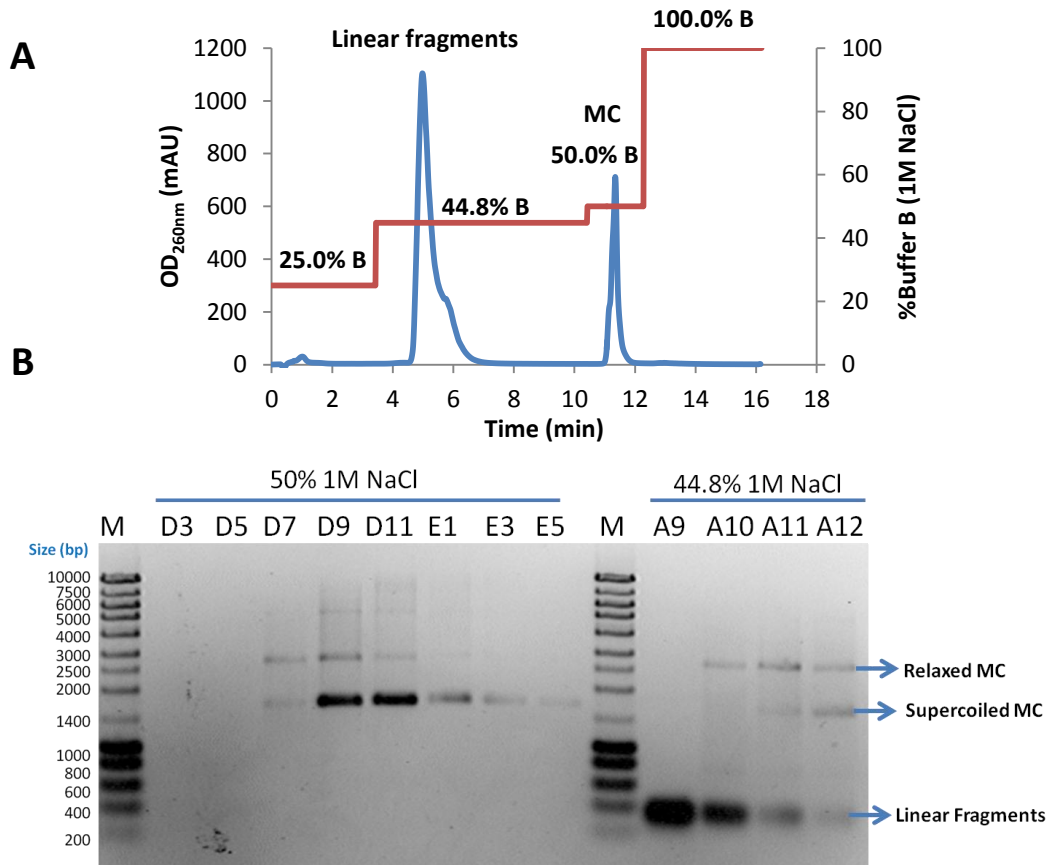 A
Linear fragments
100.0% B
MC
50.0% B
44.8% B
25.0% B
1200
1000
800
600
400
200
0
OD260nm (mAU)
100
80
60
40
20
0
%Buffer B (1M NaCl)
0 2 4 6 8 10 12 14 16 18
Time (min)
B
50% 1M NaCl
44.8% 1M NaCl
M D3 D5 D7 D9 D11 E1 E3 E5 M A9 A10 A11 A12
Size (bp)
10000
7500
6000
5000
4000
3000
2500
2000
1400
1000
800
600
400
200
Relaxed MC
Supercoiled MC
Linear Fragments